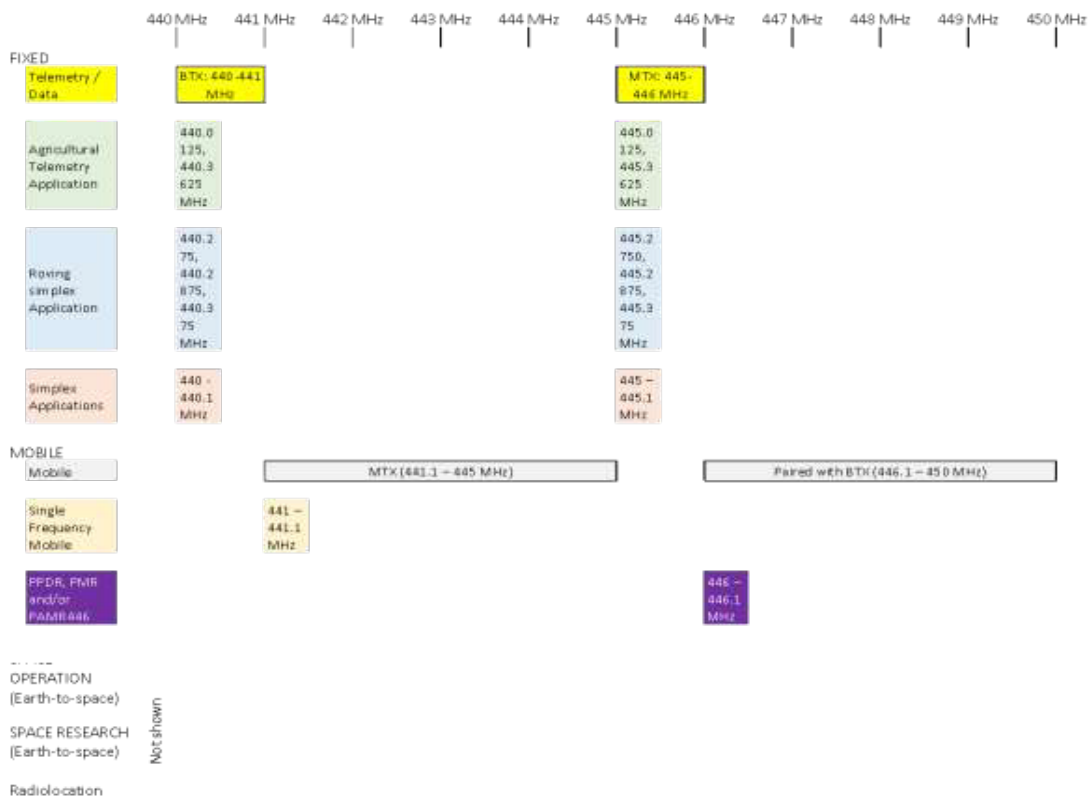 440 MHz 441 MHz 442 MHz 443 MHz 444 MHz 445 MHz 446 MHz 447 MHz 448 MHz 449 MHz 450 MHz
FIXED
Telemetry /
Data
BTX: 440-441
MHz
MTX: 445-
446 MHz
Agricultural
Telemetry
Application
440.0
125,
440.3
625
MHz
445.0
125,
445.3
625
MHz
Roving
simplex
Application
440.2
75,
440.2
875,
440.3
75
MHz
445.2
750,
445.2
875,
445.3
75
MHz
Simplex
Applications
440 -
440.1
MHz
445 –
445.1
MHz
MOBILE
Mobile
MTX (441.1 – 445 MHz)
Paired with BTX (446.1 – 450 MHz)
Single
Frequency
Mobile
441 –
441.1
MHz
PPDR, PMR
and/or
PAMR446
446 –
446.1
MHz
OPERATION
(Earth-to-space)
SPACE RESEARCH
(Earth-to-space)
Not shown
Radiolocation